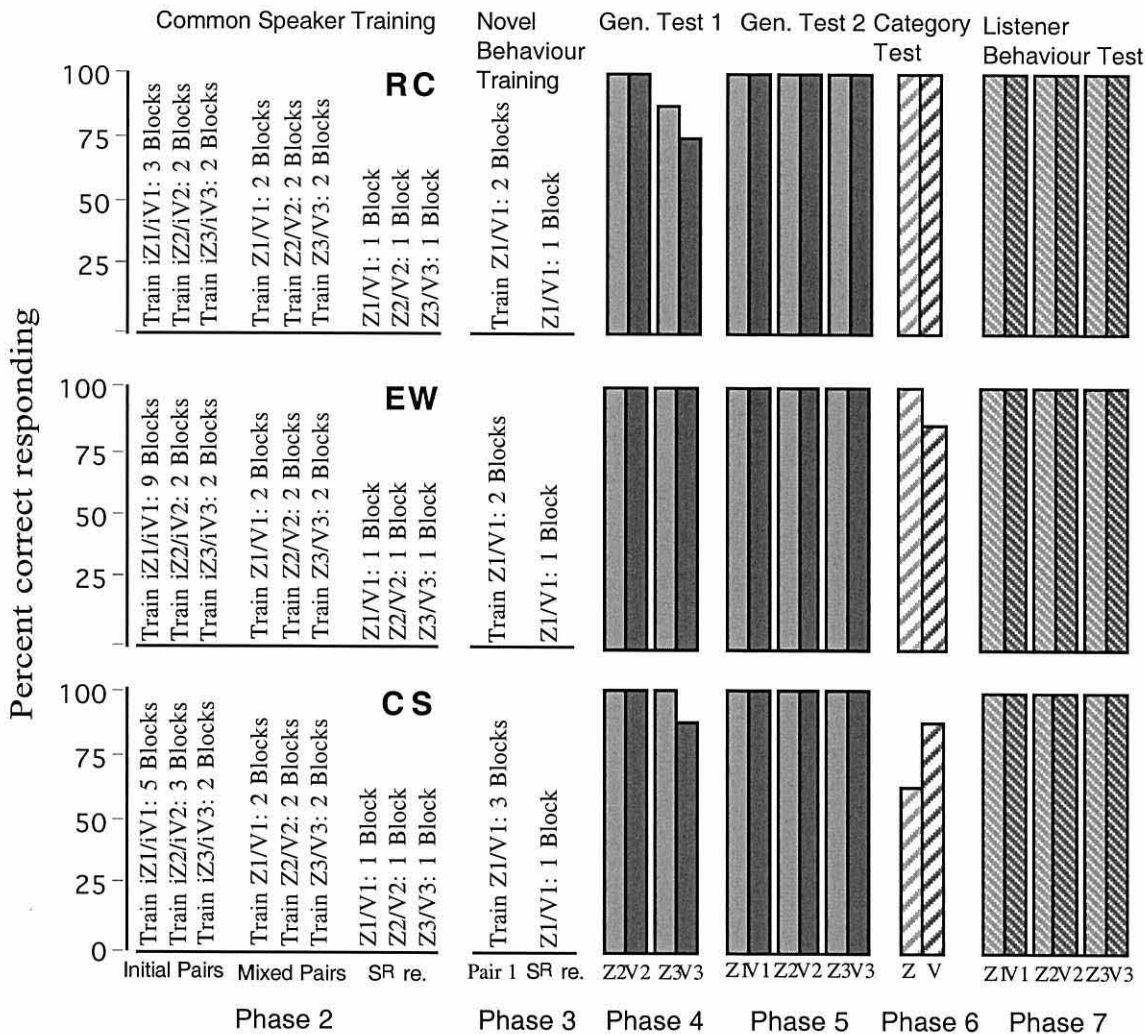 Common Speaker Training
Novel
Behaviour
Training
Gen. Test 1
Gen. Test 2
Category
Test
Listener
Behaviour Test
Percent correct responding
RC
100
75
50
25
Train iZ1/iV1: 3 Blocks
Train iZ2/iV2: 2 Blocks
Train iZ3/iV3: 2 Blocks
Train Z1/V1: 2 Blocks
Train Z2/V2: 2 Blocks
Train Z3/V3: 2 Blocks
Z1/V1: 1 Block
Z2/V2: 1 Block
Z3/V3: 1 Block
Train Z1/V1: 2 Blocks
Z1/V1: 1 Block
EW
100
75
50
25
Train iZ1/iV1: 9 Blocks
Train iZ2/iV2: 2 Blocks
Train iZ3/iV3: 2 Blocks
Train Z1/V1: 2 Blocks
Train Z2/V2: 2 Blocks
Train Z3/V3: 2 Blocks
Z1/V1: 1 Block
Z2/V2: 1 Block
Z3/V3: 1 Block
Train Z1/V1: 2 Blocks
Z1/V1: 1 Block
CS
100
75
50
25
0
Train iZ1/iV1: 5 Blocks
Train iZ2/iV2: 3 Blocks
Train iZ3/iV3: 2 Blocks
Train Z1/V1: 2 Blocks
Train Z2/V2: 2 Blocks
Train Z3/V3: 2 Blocks
Z1/V1: 1 Block
Z2/V2: 1 Block
Z3/V3: 1 Block
Train Z1/V1: 3 Blocks
Z1/V1: 1 Block
Initial Pairs Mixed Pairs SR re. Pair 1 SR re. Z2V2 Z3V3 Z1V1 Z2V2 Z3V3 Z V Z1V1 Z2V2 Z3V3
Phase 2 Phase 3 Phase 4 Phase 5 Phase 6 Phase 7